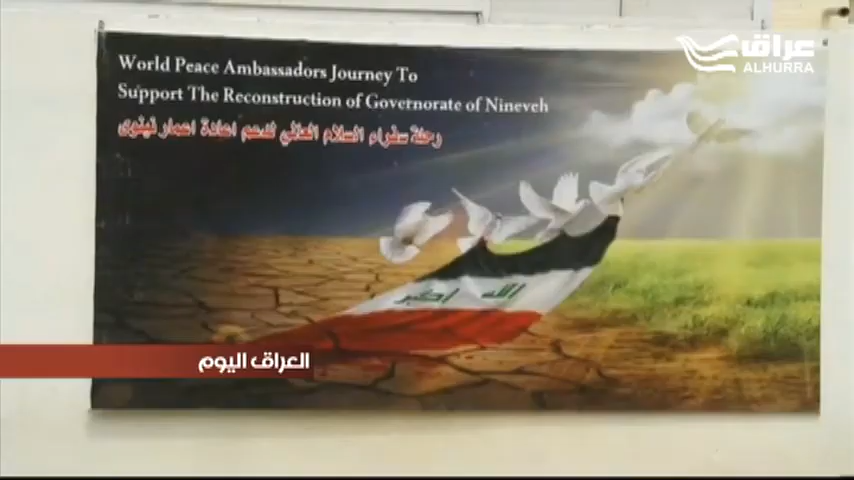 World Peace Ambassadors Journey To
Support The Reconstruction of Governorate of Nineveh
رحلة سفراء السلام العالمي لدعم اعادة اعمار نينوى
الله اكبر
عراق
ALHURRA
العراق اليوم